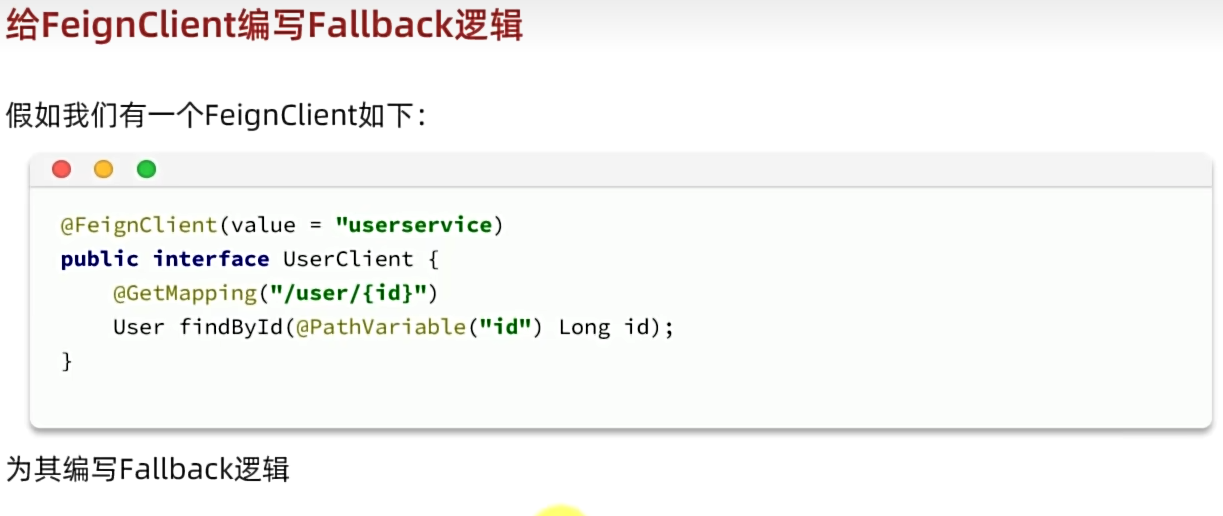 给FeignClient编写Fallback逻辑
假如我们有一个FeignClient如下：
@FeignClient(value = "userservice)
public interface UserClient {
    @GetMapping("/user/{id}")
    User findById(@PathVariable("id") Long id);
}
为其编写Fallback逻辑